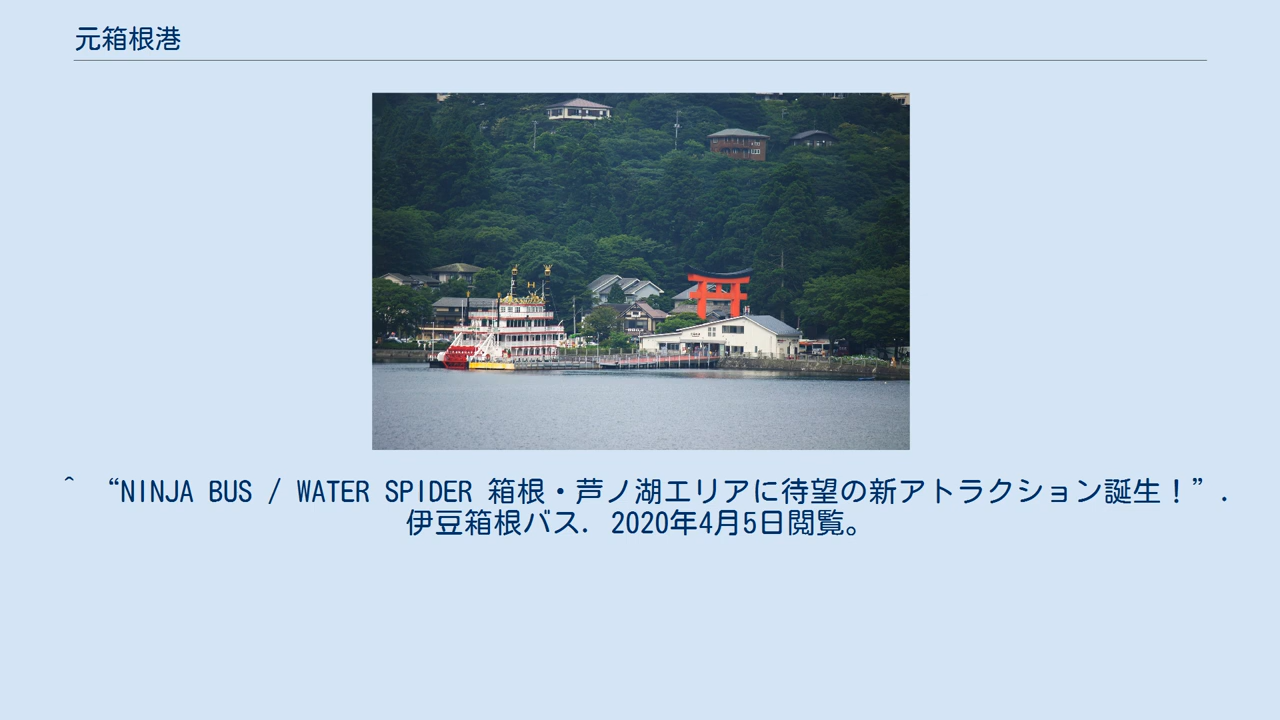 元箱根港
^ “NINJA BUS / WATER SPIDER 箱根・芦ノ湖エリアに待望の新アトラクション誕生！”.
伊豆箱根バス. 2020年4月5日閲覧。